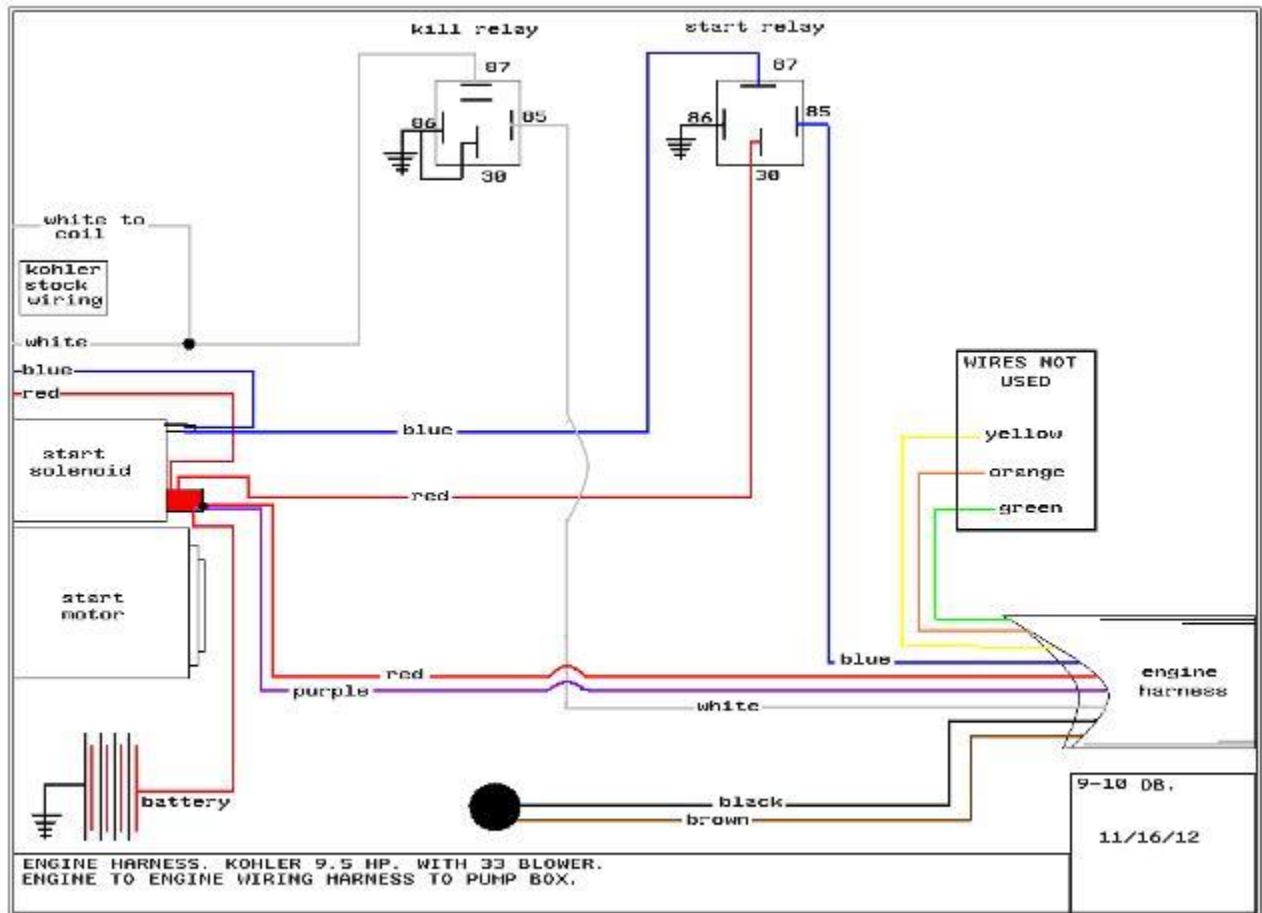 kill relay
start relay
87
87
86
85
86
85
30
30
white to
coil
kohler
stock
wiring
white
blue
red
start
solenoid
blue
red
WIRES NOT
USED
yellow
orange
green
start
motor
red
purple
blue
white
engine
harness
battery
black
brown
9-10 DB.
11/16/12
ENGINE HARNESS. KOHLER 9.5 HP. WITH 33 BLOWER.
ENGINE TO ENGINE WIRING HARNESS TO PUMP BOX.